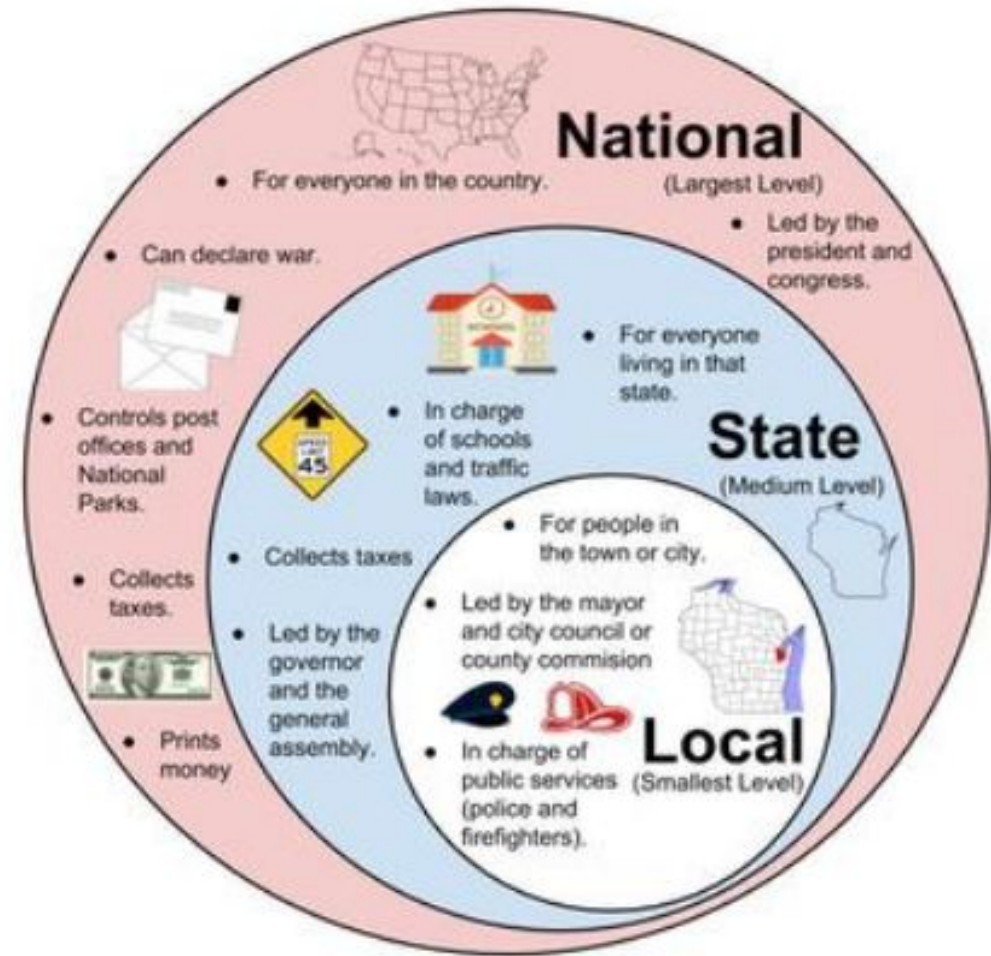 National
(Largest Level)
• For everyone in the country.
• Led by the
president and
congress.
• Can declare war.
• Controls post
offices and
National
Parks.
• Collects
taxes.
• Prints
money
SCHOOL
• For everyone
living in that
state.
State
(Medium Level)
• In charge
of schools
and traffic
laws.
SPEED
LIMIT
45
• Collects taxes
• Led by the
governor
and the
general
assembly.
• For people in
the town or city.
• Led by the mayor
and city council or
county commision
Local
(Smallest Level)
• In charge of
public services
(police and
firefighters).